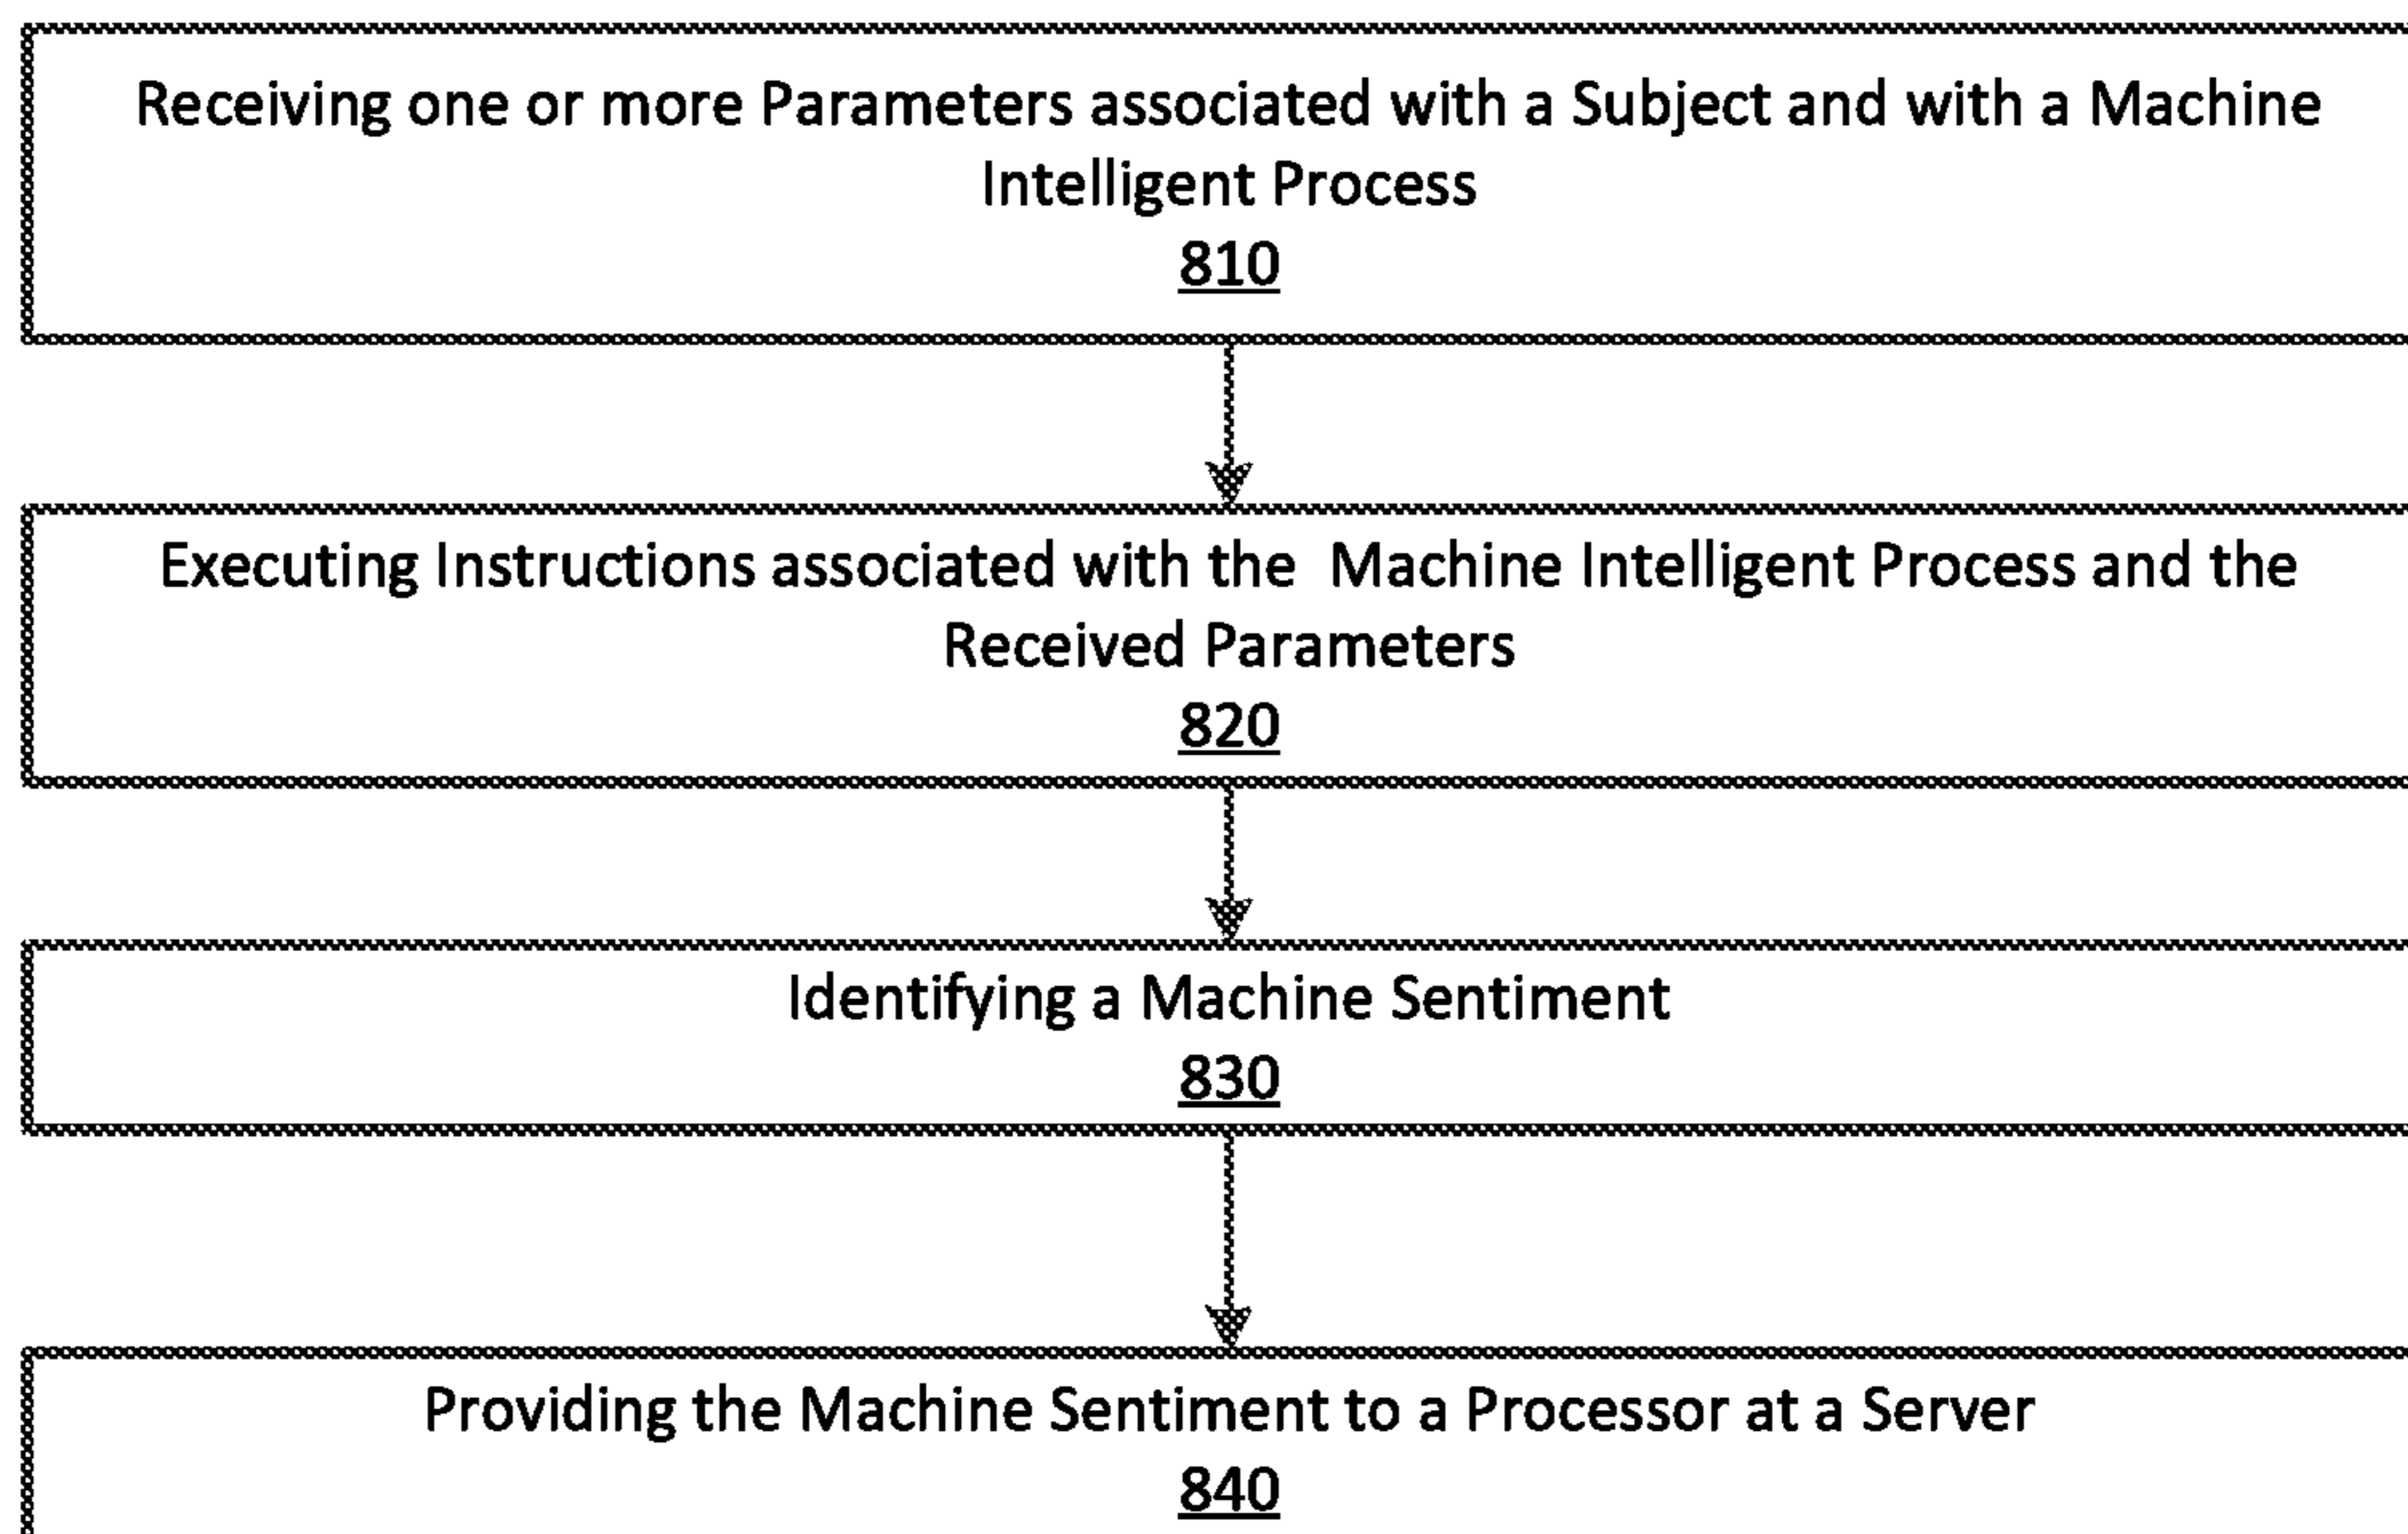 Receiving one or more Parameters associated with a Subject and with a Machine
Intelligent Process
810
Executing Instructions associated with the  Machine Intelligent Process and the
Received Parameters
820
Identifying a Machine Sentiment
830
Providing the Machine Sentiment to a Processor at a Server
840